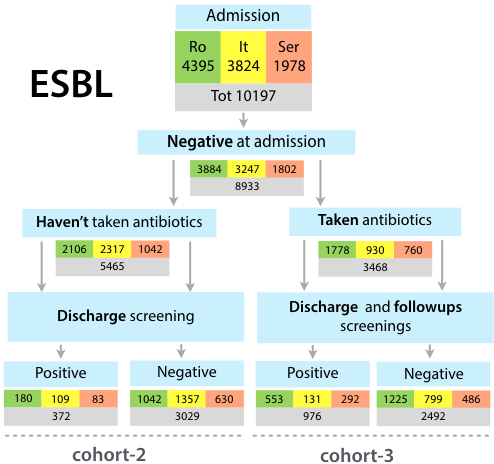 Admission
Ro It Ser
4395 3824 1978
Tot 10197
ESBL
Negative at admission
3884 3247 1802
8933
Haven't taken antibiotics Taken antibiotics
2106 2317 1042 1778 930 760
5465 3468
Discharge screening Discharge and followups
screenings
Positive Negative Positive Negative
180 109 83 1042 1357 630 553 131 292 1225 799 486
372 3029 976 2492
cohort-2 cohort-3